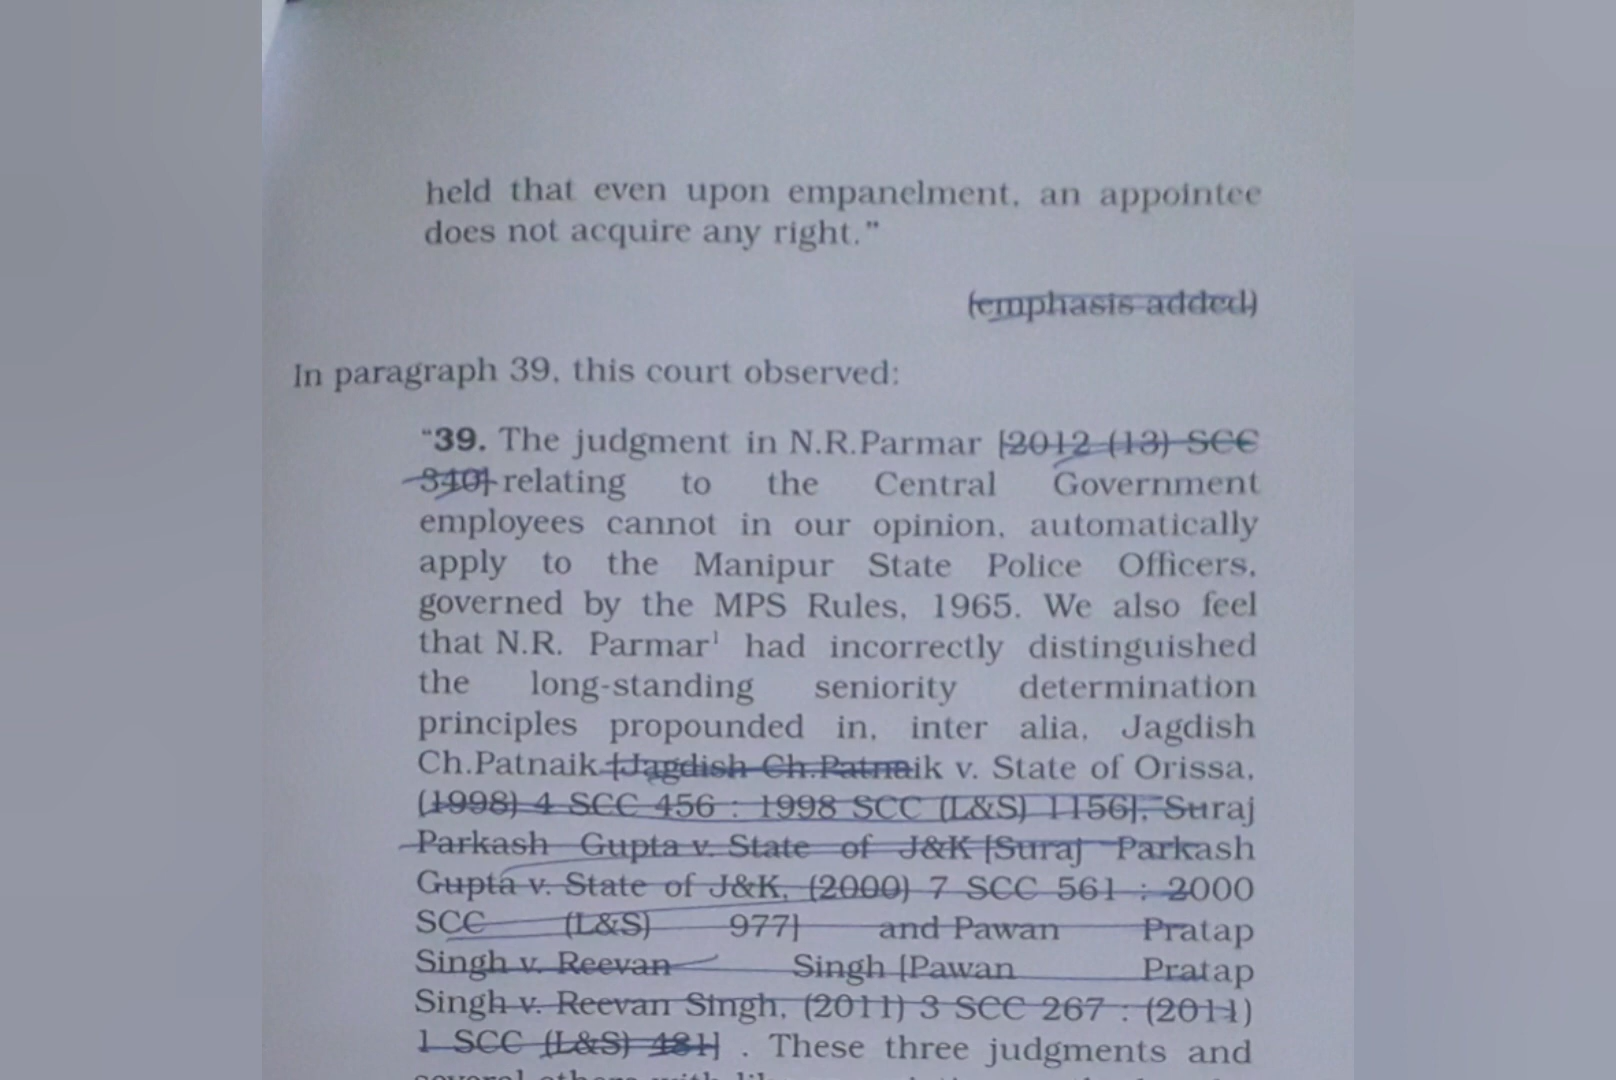 held that even upon empanelment, an appointee
does not acquire any right."
(emphasis added)
In paragraph 39, this court observed:
"39. The judgment in N.R.Parmar [2012 (13) SCC
340] relating to the Central Government
employees cannot in our opinion, automatically
apply to the Manipur State Police Officers,
governed by the MPS Rules, 1965. We also feel
that N.R. Parmar¹ had incorrectly distinguished
the long-standing seniority determination
principles propounded in, inter alia, Jagdish
Ch.Patnaik [Jagdish Ch.Patnaik v. State of Orissa,
(1998) 4 SCC 456 : 1998 SCC (L&S) 1156], Suraj
Parkash Gupta v. State of J&K [Suraj Parkash
Gupta v. State of J&K, (2000) 7 SCC 561 : 2000
SCC (L&S) 977] and Pawan Pratap
Singh v. Reevan Singh [Pawan Pratap
Singh v. Reevan Singh, (2011) 3 SCC 267 : (2011)
1 SCC (L&S) 481] . These three judgments and